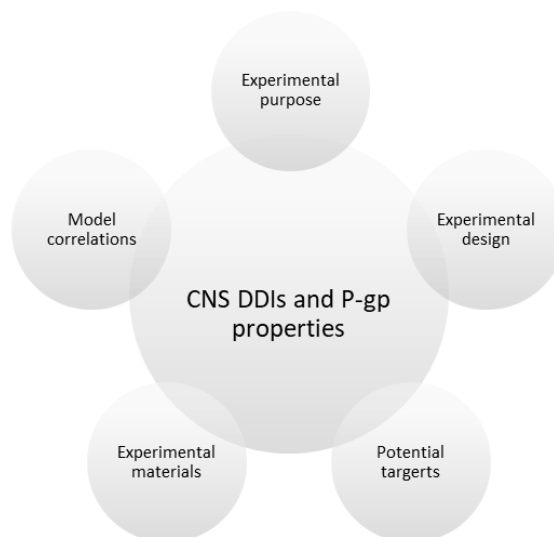 Experimental
purpose
Model
correlations
Experimental
design
CNS DDIs and P-gp
properties
Experimental
materials
Potential
targerts